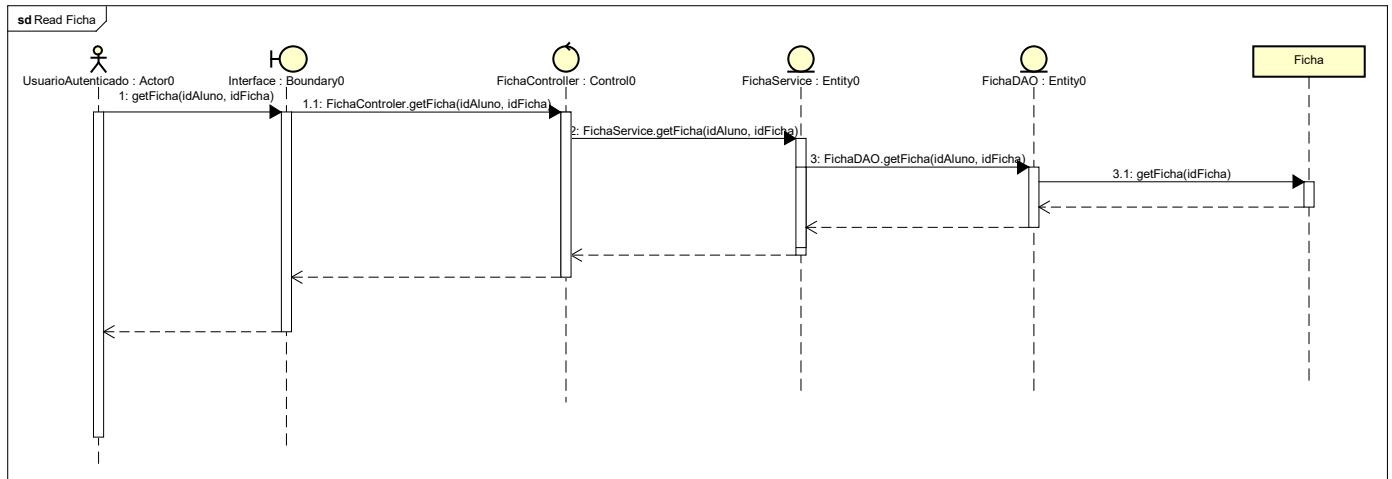 sd Read Ficha
UsuarioAutenticado : Actor0
Interface : Boundary0
FichaController : Control0
FichaService : Entity0
FichaDAO : Entity0
Ficha
1: getFicha(idAluno, idFicha)
1.1: FichaControler.getFicha(idAluno, idFicha)
2: FichaService.getFicha(idAluno, idFicha)
3: FichaDAO.getFicha(idAluno, idFicha)
3.1: getFicha(idFicha)